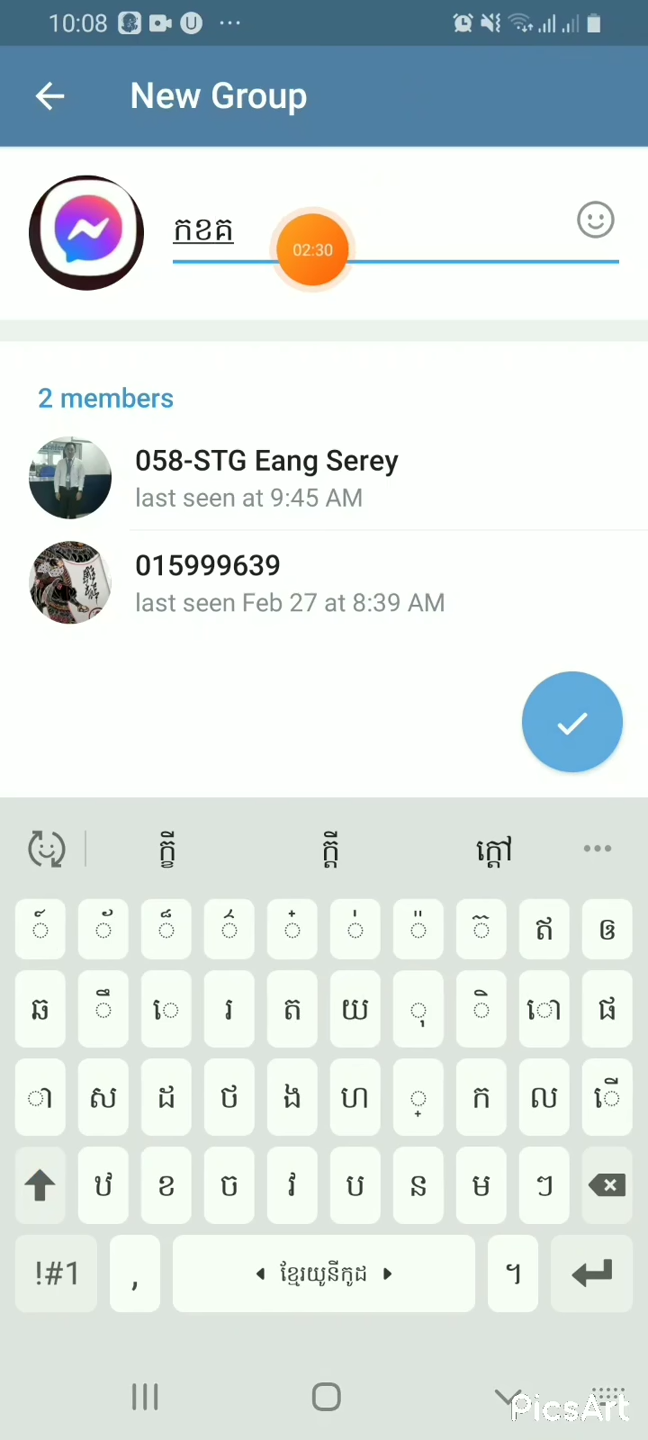 10:08
New Group
កខគ
02:30
2 members
058-STG Eang Serey
last seen at 9:45 AM
015999639
last seen Feb 27 at 8:39 AM
ក្ខី ក្ដី ក្ដៅ
៍ ័ ៏ ៌ ៎ ់ ៉ ៊ ឥ ឲ
ឆ ឹ េ រ ត យ ុ ិ ោ ផ
ា ស ដ ថ ង ហ ្ ក ល ើ
ឋ ខ ច វ ប ន ម ៗ
!#1 , ខ្មែរយូនីកូដ ។
PicsArt